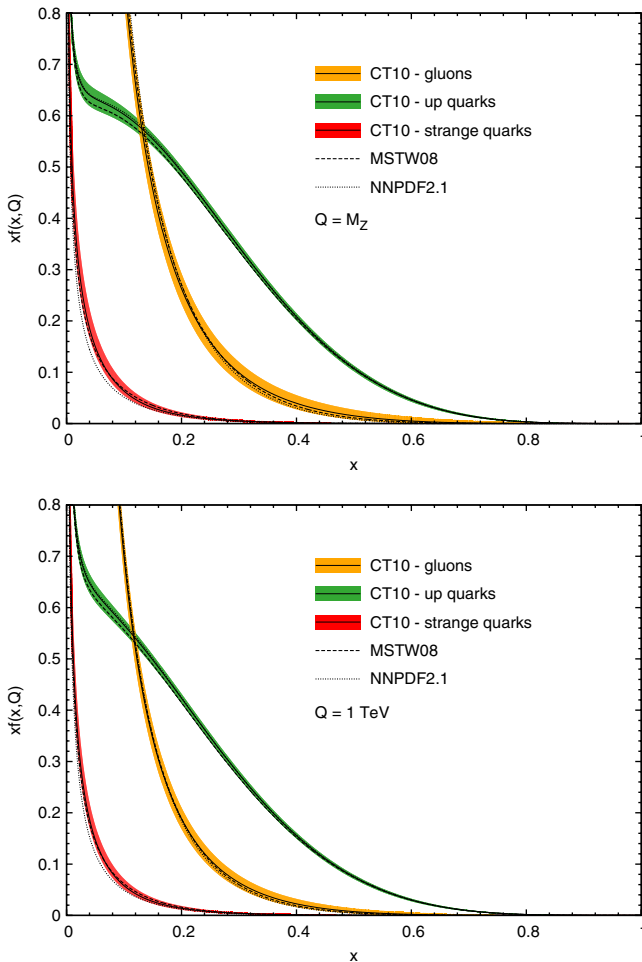 0.8
0.7
0.6
0.5
0.4
0.3
0.2
0.1
0
xf(x,Q)
CT10 - gluons
CT10 - up quarks
CT10 - strange quarks
MSTW08
NNPDF2.1
Q = M_Z
0 0.2 0.4 0.6 0.8 1
x
0.8
0.7
0.6
0.5
0.4
0.3
0.2
0.1
0
xf(x,Q)
CT10 - gluons
CT10 - up quarks
CT10 - strange quarks
MSTW08
NNPDF2.1
Q = 1 TeV
0 0.2 0.4 0.6 0.8 1
x